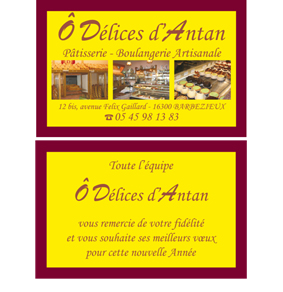 Ô Délices d'Antan
Pâtisserie - Boulangerie Artisanale
12 bis, avenue Felix Gaillard - 16300 BARBEZIEUX
☎ 05 45 98 13 83
Toute l'équipe
Ô Délices d'Antan
vous remercie de votre fidélité
et vous souhaite ses meilleurs vœux
pour cette nouvelle Année